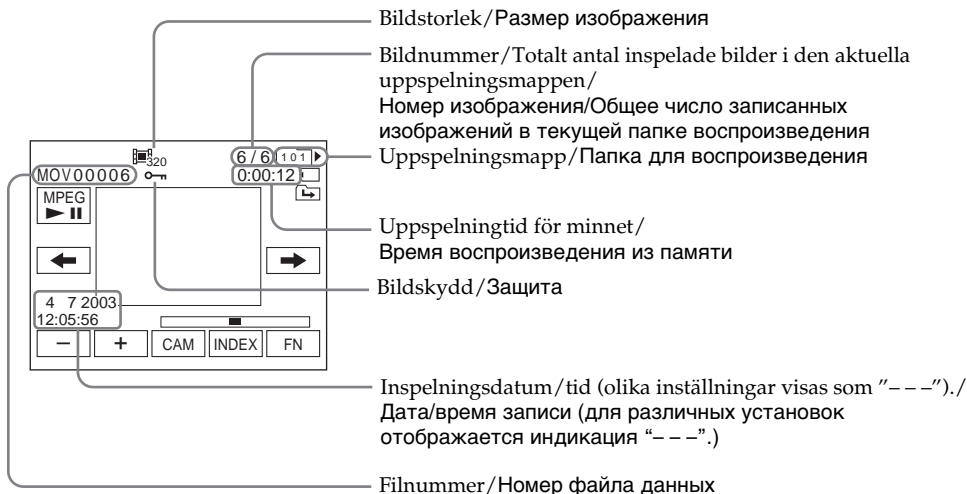 Bildstorlek/Размер изображения
Bildnummer/Totalt antal inspelade bilder i den aktuella
uppspelningsmappen/
Номер изображения/Общее число записанных
изображений в текущей папке воспроизведения
Uppspelningsmapp/Папка для воспроизведения
320
6 / 6
1 0 1
MOV00006
0:00:12
MPEG
Uppspelningtid för minnet/
Время воспроизведения из памяти
Bildskydd/Защита
4 7 2003
12:05:56
– + CAM INDEX FN
Inspelningsdatum/tid (olika inställningar visas som ”– – –”)./
Дата/время записи (для различных установок
отображается индикация “– – –”.)
Filnummer/Номер файла данных